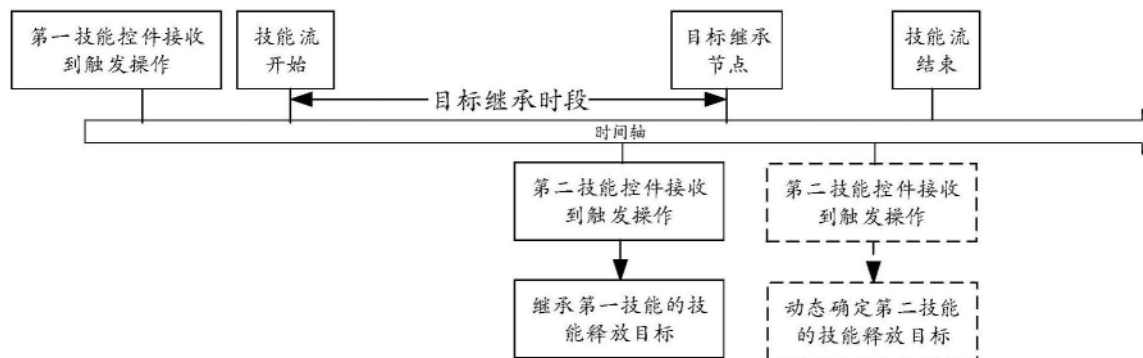 第一技能控件接收
到触发操作
技能流
开始
目标继承
节点
技能流
结束
目标继承时段
时间轴
第二技能控件接收
到触发操作
第二技能控件接收
到触发操作
继承第一技能的技
能释放目标
动态确定第二技能
的技能释放目标